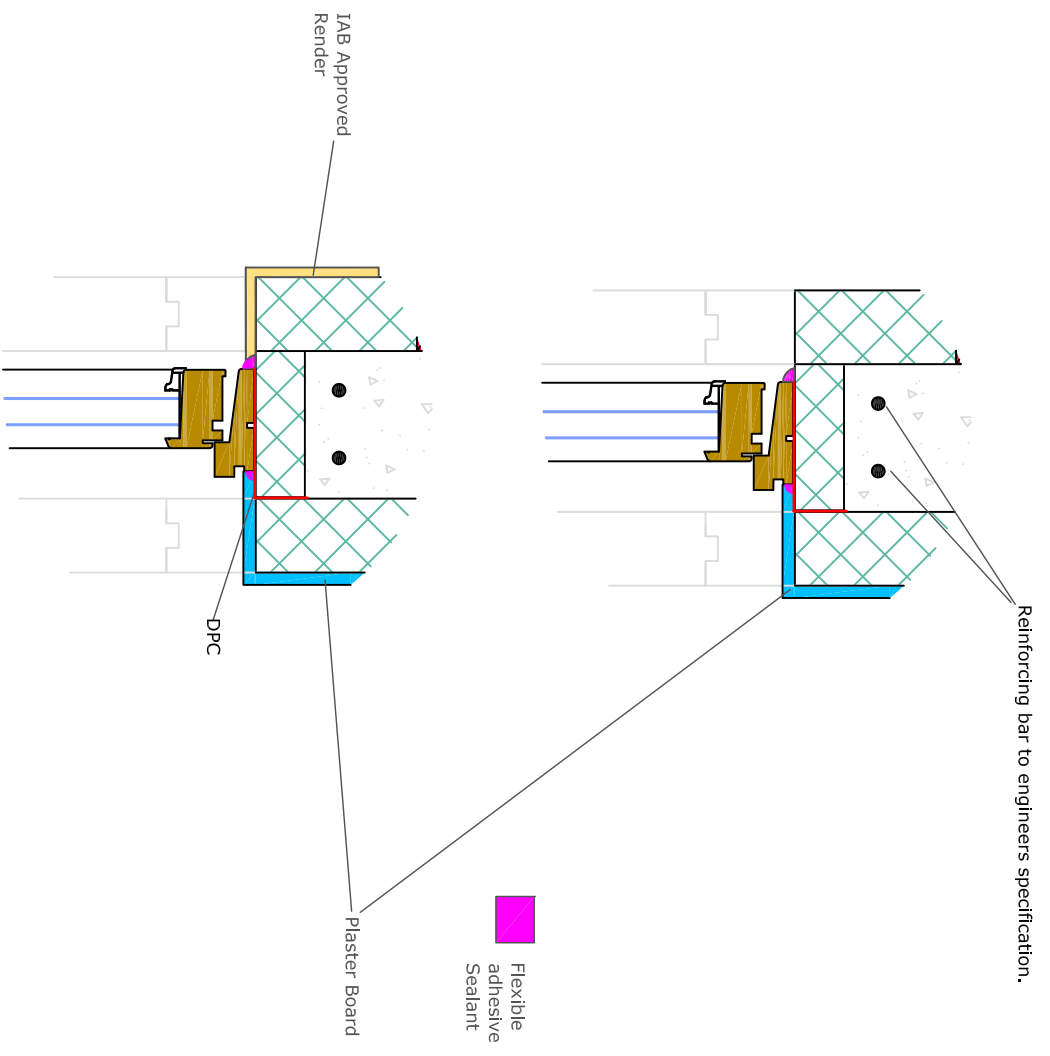 IAB Approved
Render
Reinforcing bar to engineers specification.
DPC
Plaster Board
Flexible
adhesive
Sealant